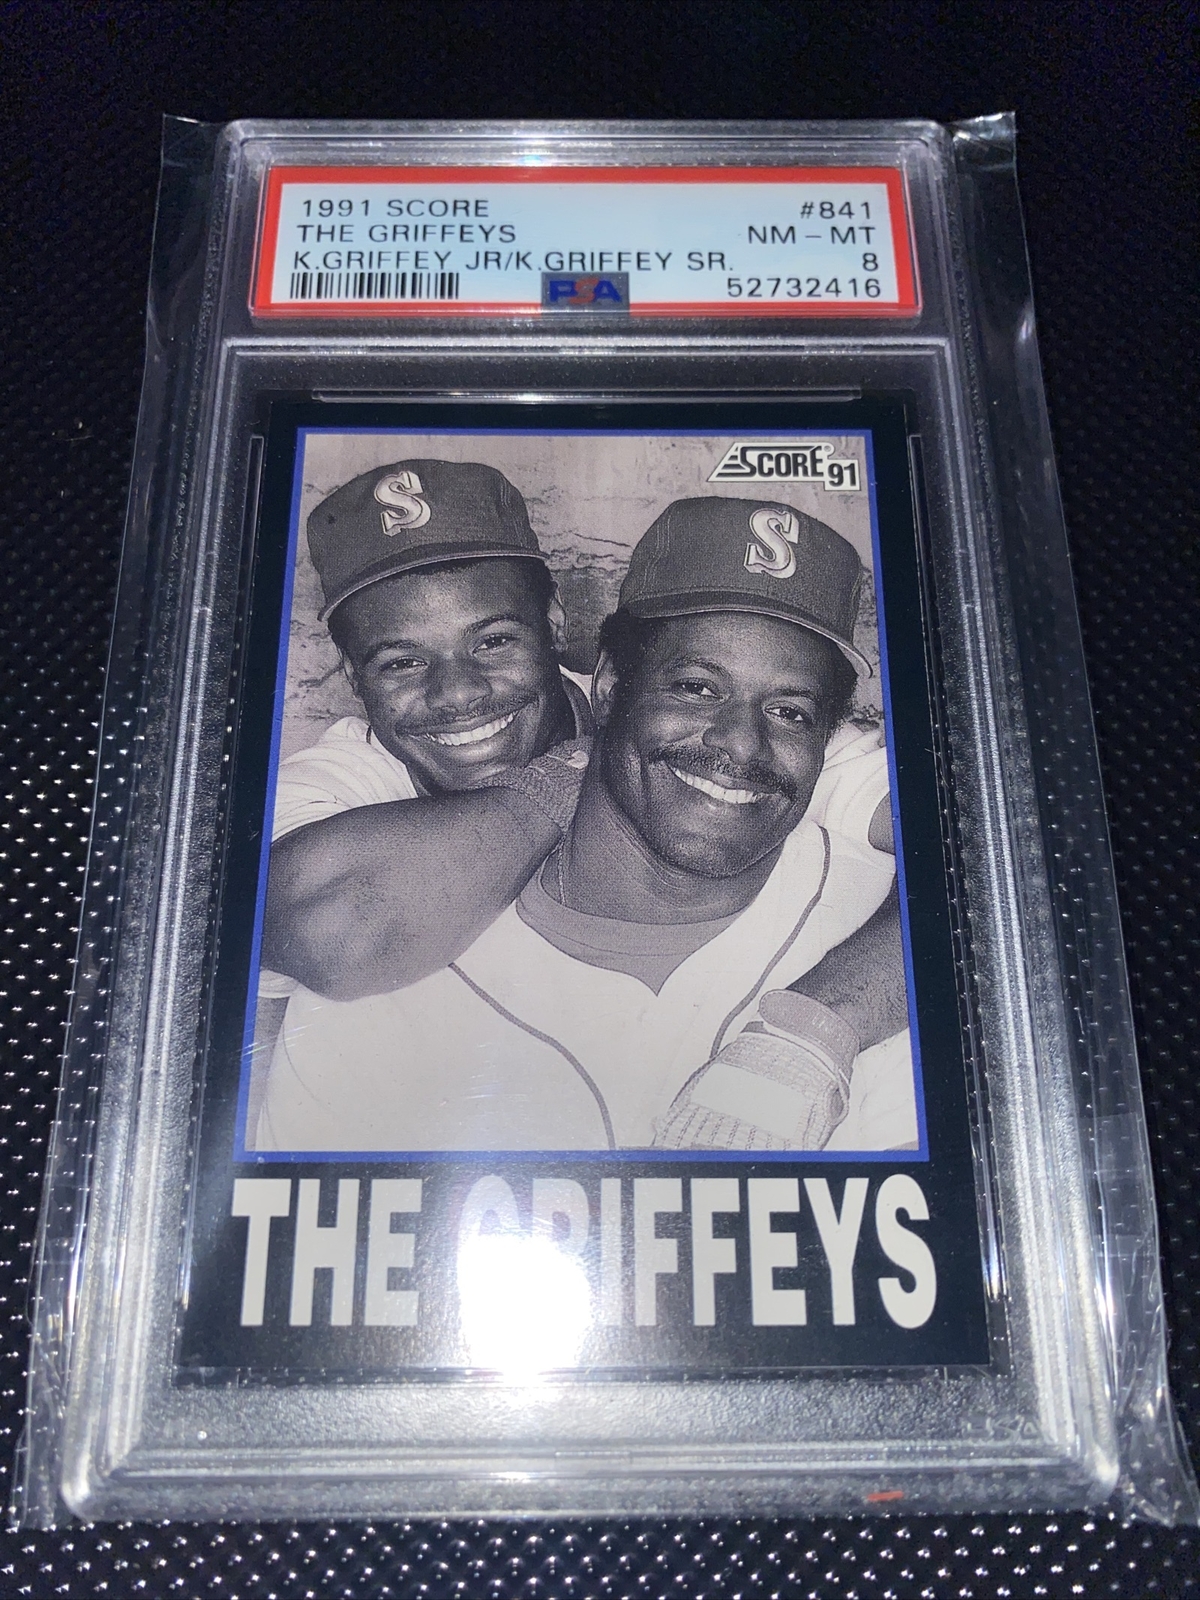 1991 SCORE #841
THE GRIFFEYS NM - MT
K.GRIFFEY JR/K.GRIFFEY SR. 8
PSA 52732416
S
S
SCORE® 91
THE GRIFFEYS